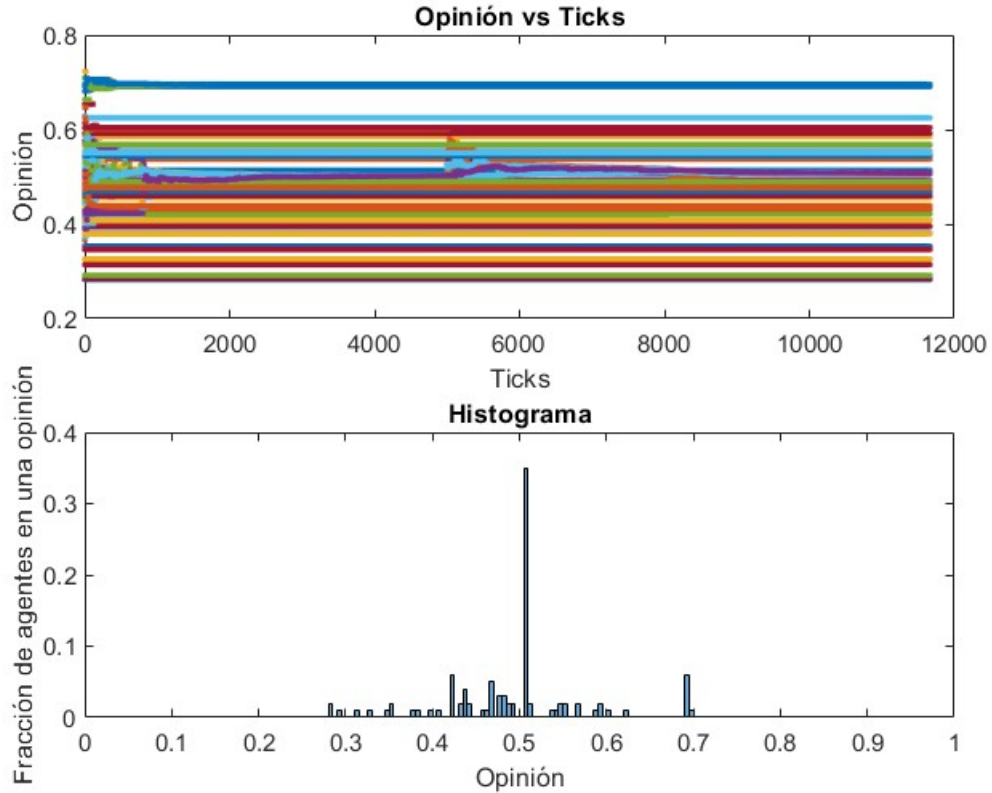 Opinión vs Ticks
0.8
0.6
0.4
0.2
Opinión
0 2000 4000 6000 8000 10000 12000
Ticks
Histograma
0.4
0.3
0.2
0.1
0
Fracción de agentes en una opinión
0 0.1 0.2 0.3 0.4 0.5 0.6 0.7 0.8 0.9 1
Opinión